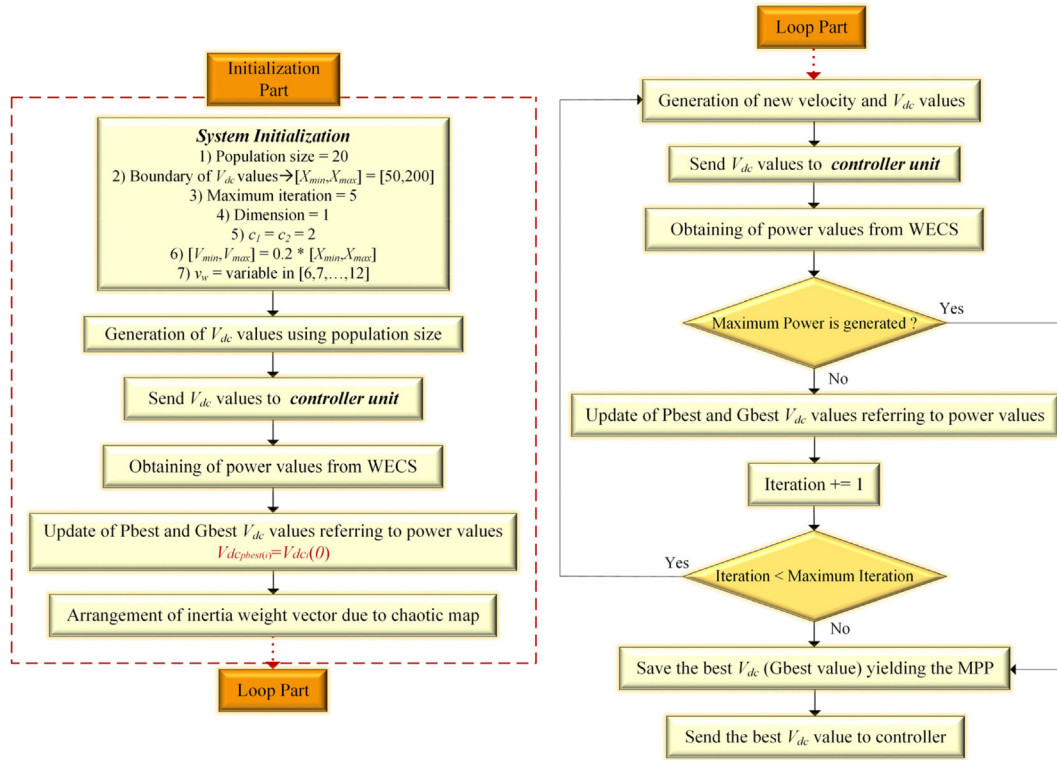 Initialization
Part
System Initialization
1) Population size = 20
2) Boundary of Vdc values→[Xmin,Xmax] = [50,200]
3) Maximum iteration = 5
4) Dimension = 1
5) c1 = c2 = 2
6) [Vmin,Vmax] = 0.2 * [Xmin,Xmax]
7) vw = variable in [6,7,…,12]
Generation of Vdc values using population size
Send Vdc values to controller unit
Obtaining of power values from WECS
Update of Pbest and Gbest Vdc values referring to power values
Vdcpbest(i)=Vdci(0)
Arrangement of inertia weight vector due to chaotic map
Loop Part
Loop Part
Generation of new velocity and Vdc values
Send Vdc values to controller unit
Obtaining of power values from WECS
Maximum Power is generated ?
Yes
No
Update of Pbest and Gbest Vdc values referring to power values
Iteration += 1
Yes
Iteration < Maximum Iteration
No
Save the best Vdc (Gbest value) yielding the MPP
Send the best Vdc value to controller